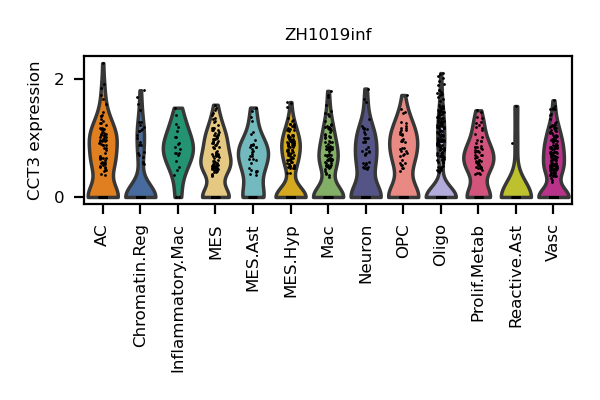 ZH1019inf
CCT3 expression
2
0
AC
Chromatin.Reg
Inflammatory.Mac
MES
MES.Ast
MES.Hyp
Mac
Neuron
OPC
Oligo
Prolif.Metab
Reactive.Ast
Vasc